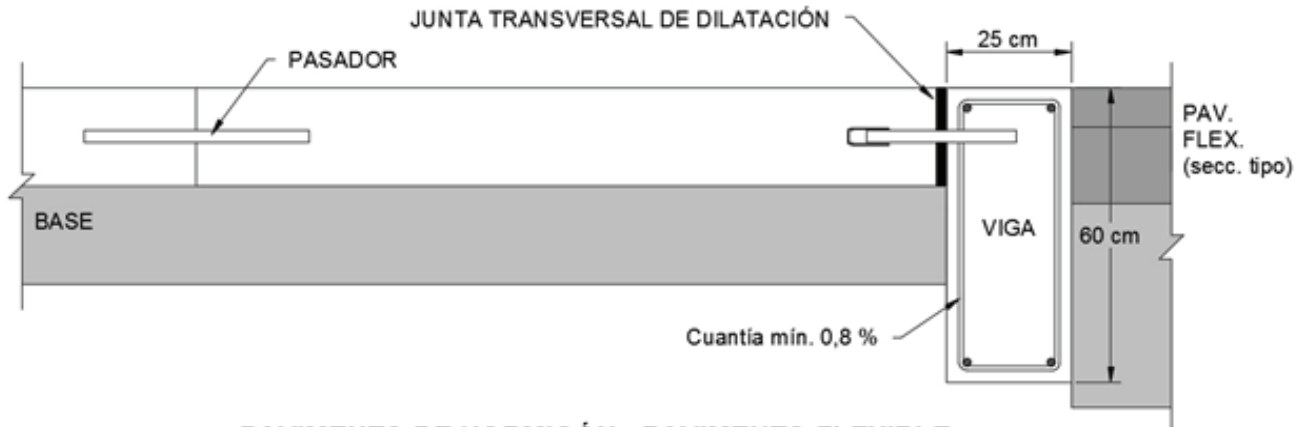 JUNTA TRANSVERSAL DE DILATACIÓN
25 cm
PASADOR
PAV.
FLEX.
(secc. tipo)
BASE
VIGA
60 cm
Cuantía mín. 0,8 %